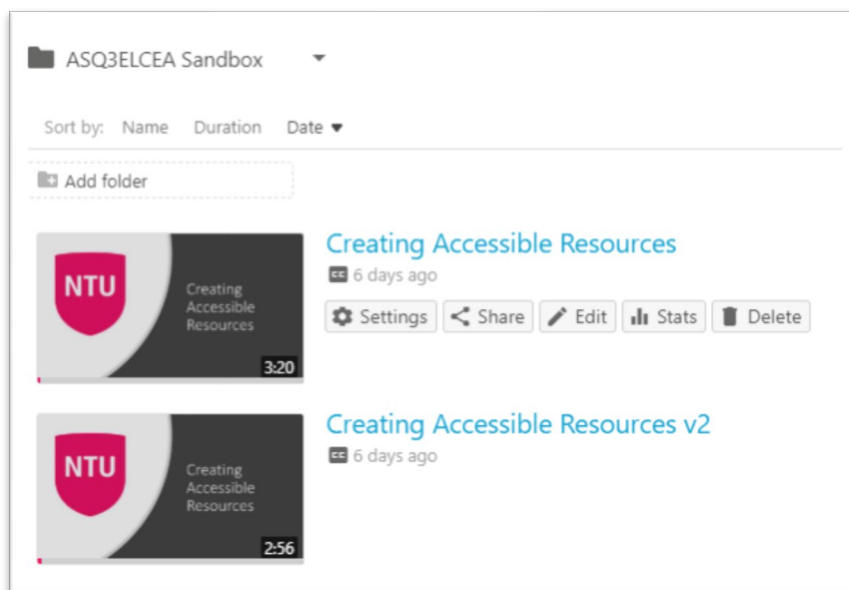 ASQ3ELCEA Sandbox
Sort by: Name Duration Date
Add folder
NTU
Creating
Accessible
Resources
3:20
Creating Accessible Resources
CC 6 days ago
Settings Share Edit Stats Delete
NTU
Creating
Accessible
Resources
2:56
Creating Accessible Resources v2
CC 6 days ago